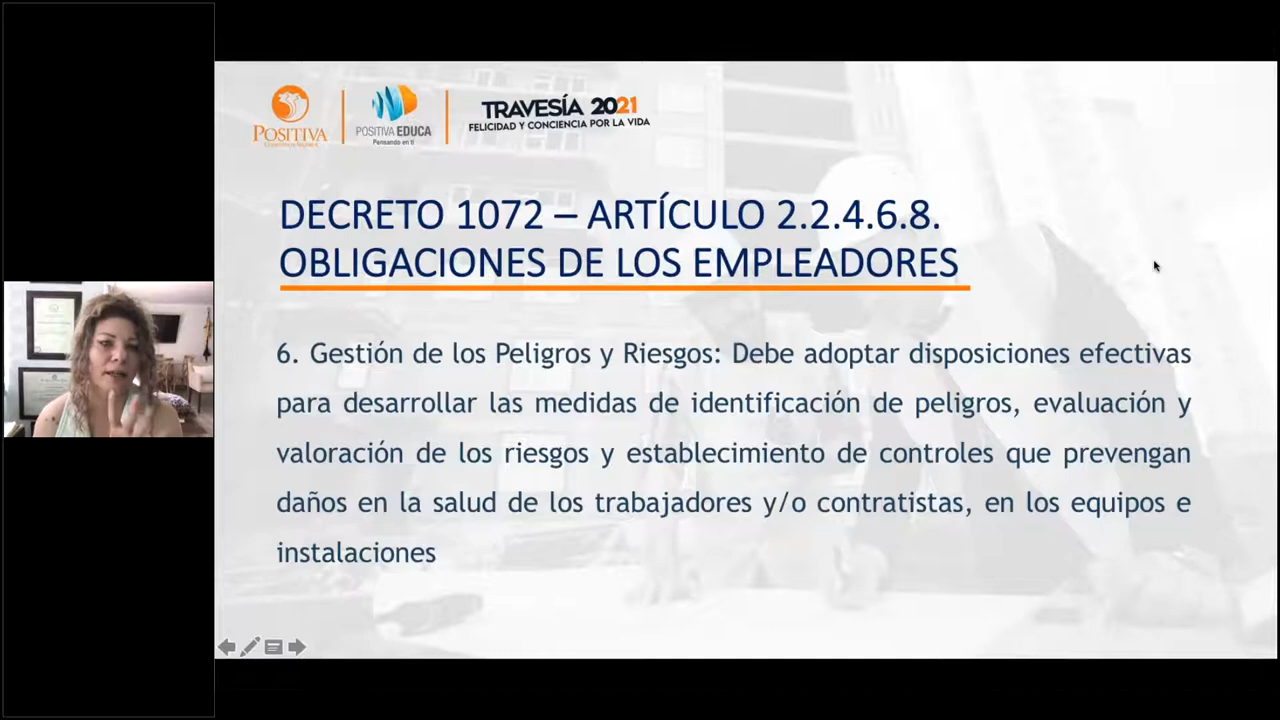 POSITIVA
POSITIVA EDUCA
Pensando en ti
TRAVESÍA 2021
FELICIDAD Y CONCIENCIA POR LA VIDA
DECRETO 1072 – ARTÍCULO 2.2.4.6.8.
OBLIGACIONES DE LOS EMPLEADORES
6. Gestión de los Peligros y Riesgos: Debe adoptar disposiciones efectivas
para desarrollar las medidas de identificación de peligros, evaluación y
valoración de los riesgos y establecimiento de controles que prevengan
daños en la salud de los trabajadores y/o contratistas, en los equipos e
instalaciones